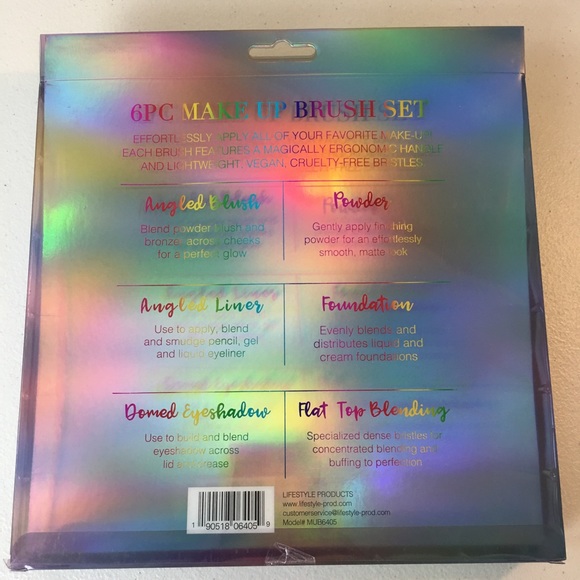 6PC MAKE UP BRUSH SET
EFFORTLESSLY APPLY ALL OF YOUR FAVORITE MAKE-UP!
EACH BRUSH FEATURES A MAGICALLY ERGONOMIC HANDLE
AND LIGHTWEIGHT, VEGAN, CRUELTY-FREE BRISTLES
Angled Blush
Blend powder blush and
bronzer across cheeks
for a perfect glow
Powder
Gently apply finishing
powder for an effortlessly
smooth, matte look
Angled Liner
Use to apply, blend
and smudge pencil, gel
and liquid eyeliner
Foundation
Evenly blends and
distributes liquid and
cream foundations
Domed Eyeshadow
Use to build and blend
eyeshadow across
lid and crease
Flat Top Blending
Specialized dense bristles for
concentrated blending and
buffing to perfection
1 90518 06405 9
LIFESTYLE PRODUCTS
www.lifestyle-prod.com
customerservice@lifestyle-prod.com
Model# MUB6405